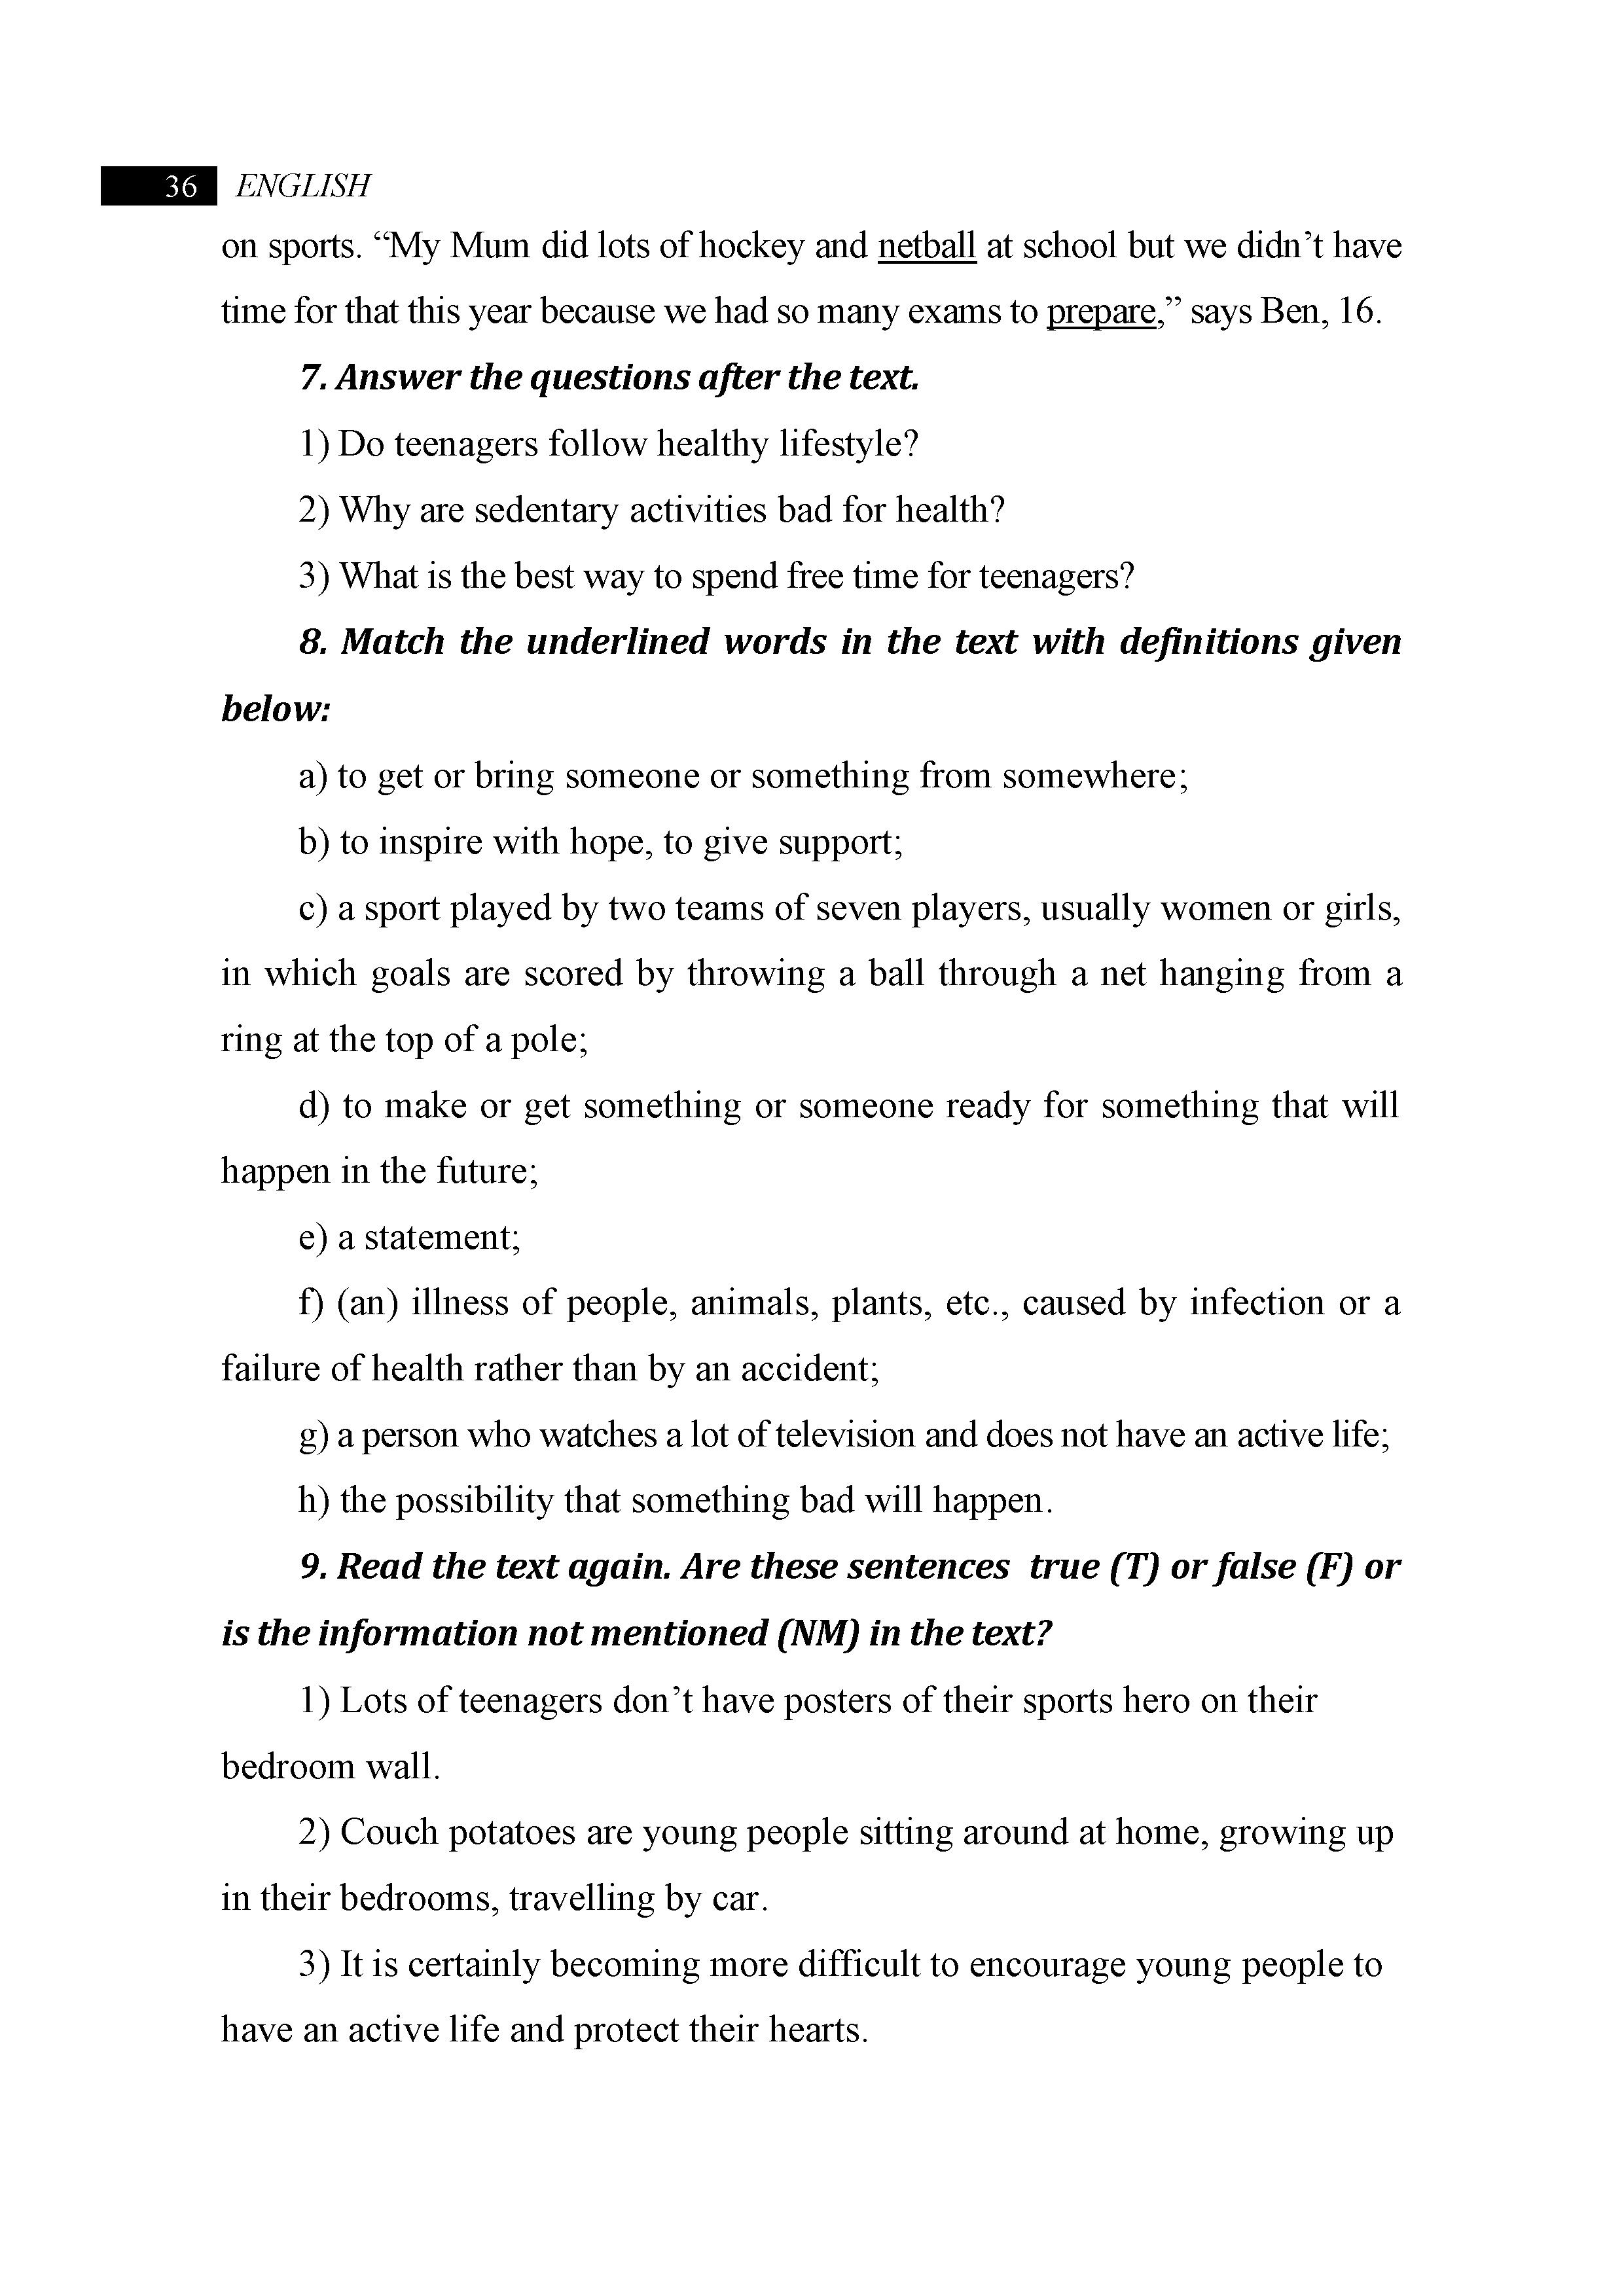 36 ENGLISH
on sports. “My Mum did lots of hockey and netball at school but we didn’t have
time for that this year because we had so many exams to prepare,” says Ben, 16.
7. Answer the questions after the text.
1) Do teenagers follow healthy lifestyle?
2) Why are sedentary activities bad for health?
3) What is the best way to spend free time for teenagers?
8. Match the underlined words in the text with definitions given
below:
a) to get or bring someone or something from somewhere;
b) to inspire with hope, to give support;
c) a sport played by two teams of seven players, usually women or girls,
in which goals are scored by throwing a ball through a net hanging from a
ring at the top of a pole;
d) to make or get something or someone ready for something that will
happen in the future;
e) a statement;
f) (an) illness of people, animals, plants, etc., caused by infection or a
failure of health rather than by an accident;
g) a person who watches a lot of television and does not have an active life;
h) the possibility that something bad will happen.
9. Read the text again. Are these sentences true (T) or false (F) or
is the information not mentioned (NM) in the text?
1) Lots of teenagers don’t have posters of their sports hero on their
bedroom wall.
2) Couch potatoes are young people sitting around at home, growing up
in their bedrooms, travelling by car.
3) It is certainly becoming more difficult to encourage young people to
have an active life and protect their hearts.